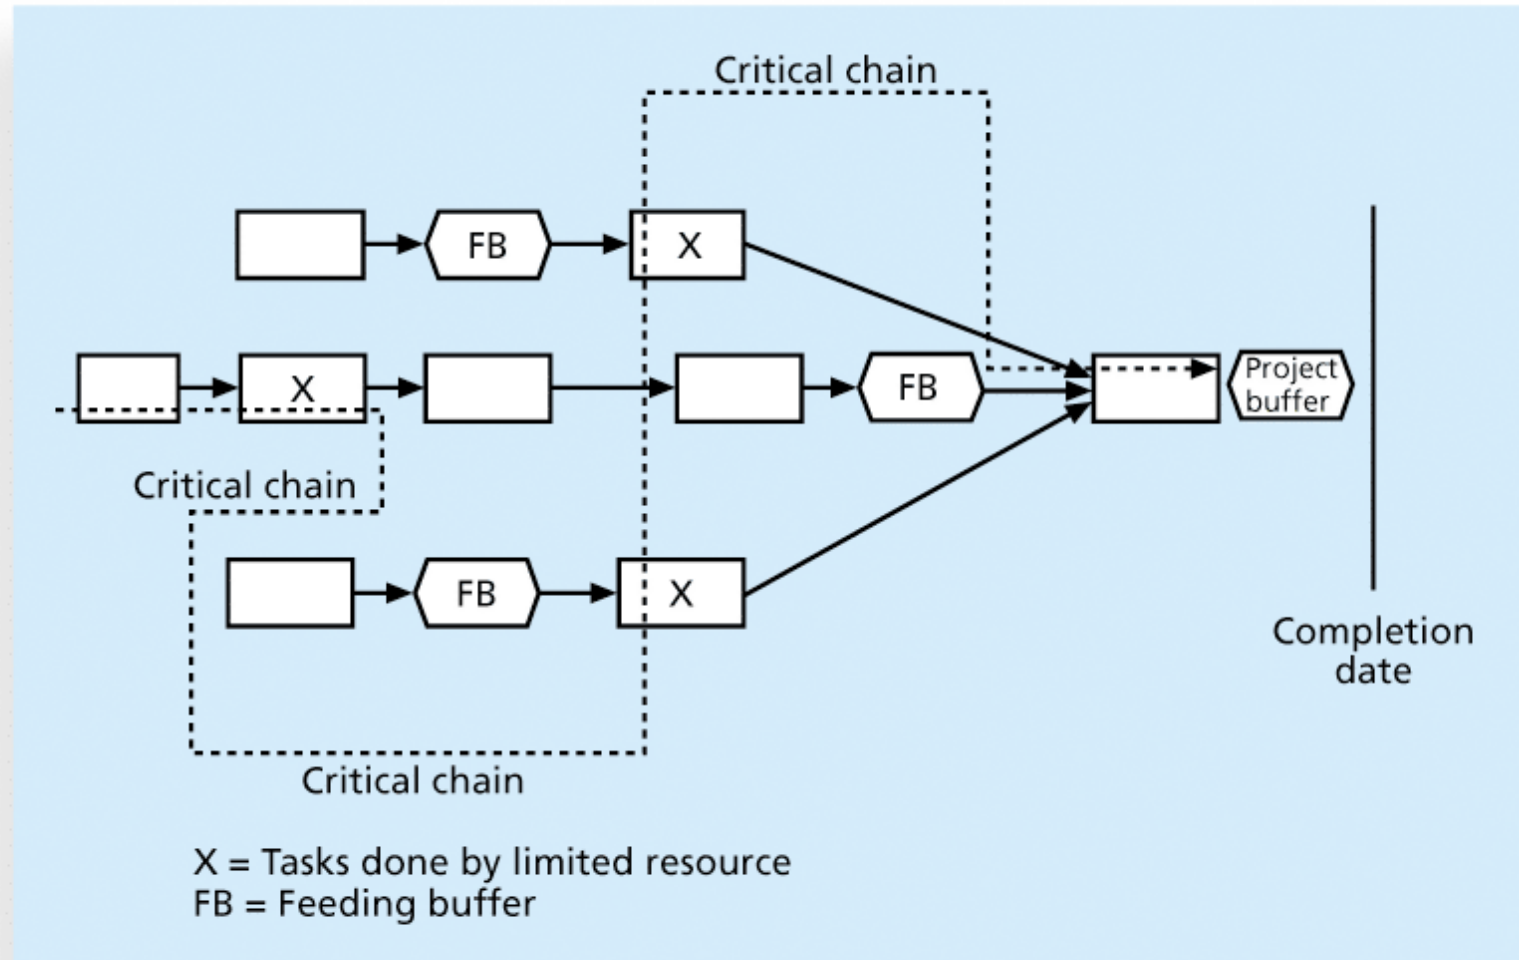 Critical chain
FB
X
X
FB
Project
buffer
Critical chain
FB
X
Completion
date
Critical chain
X = Tasks done by limited resource
FB = Feeding buffer